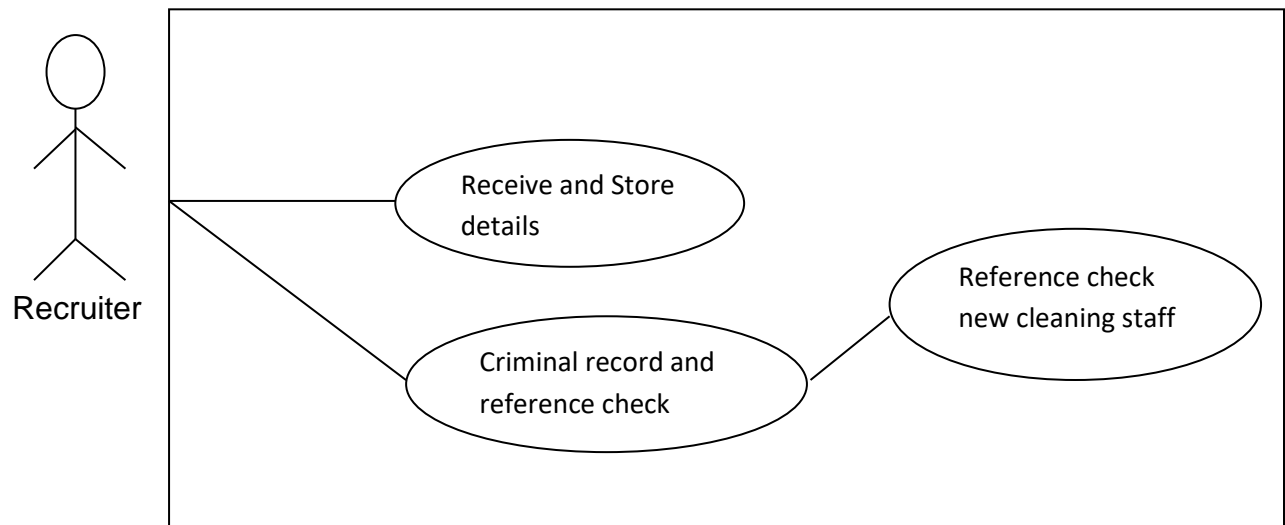 Receive and Store
details
Reference check
new cleaning staff
Recruiter
Criminal record and
reference check